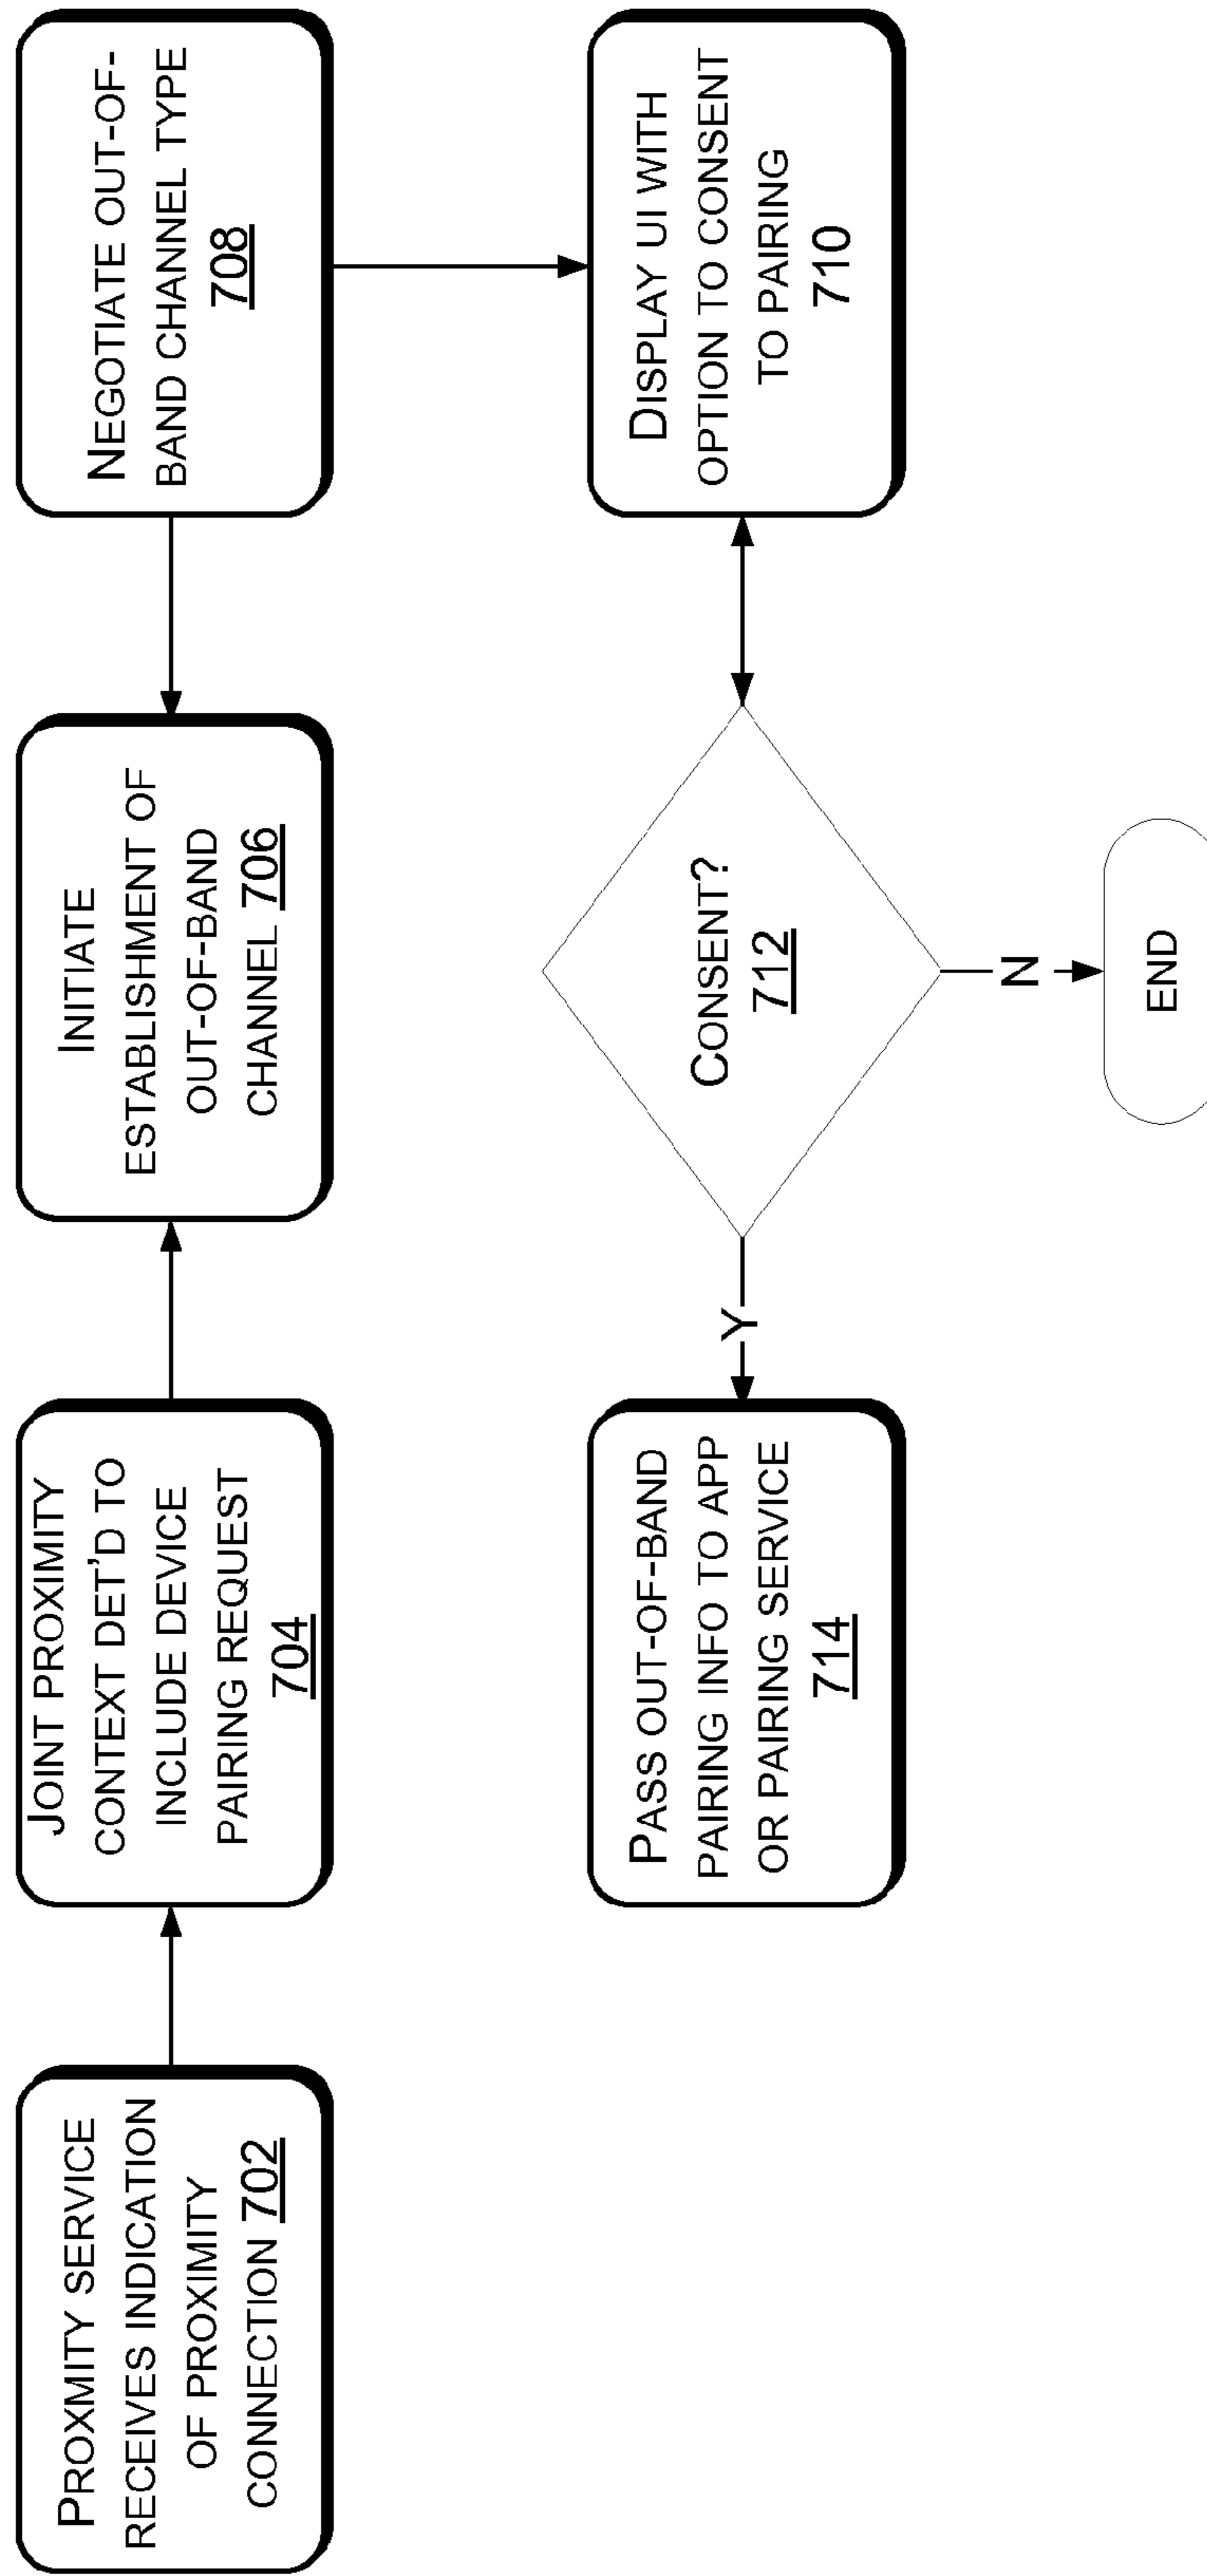 PROXMITY SERVICE
RECEIVES INDICATION
OF PROXIMITY
CONNECTION 702
JOINT PROXIMITY
CONTEXT DET'D TO
INCLUDE DEVICE
PAIRING REQUEST
704
INITIATE
ESTABLISHMENT OF
OUT-OF-BAND
CHANNEL 706
NEGOTIATE OUT-OF-
BAND CHANNEL TYPE
708
DISPLAY UI WITH
OPTION TO CONSENT
TO PAIRING
710
CONSENT?
712
Y
N
PASS OUT-OF-BAND
PAIRING INFO TO APP
OR PAIRING SERVICE
714
END